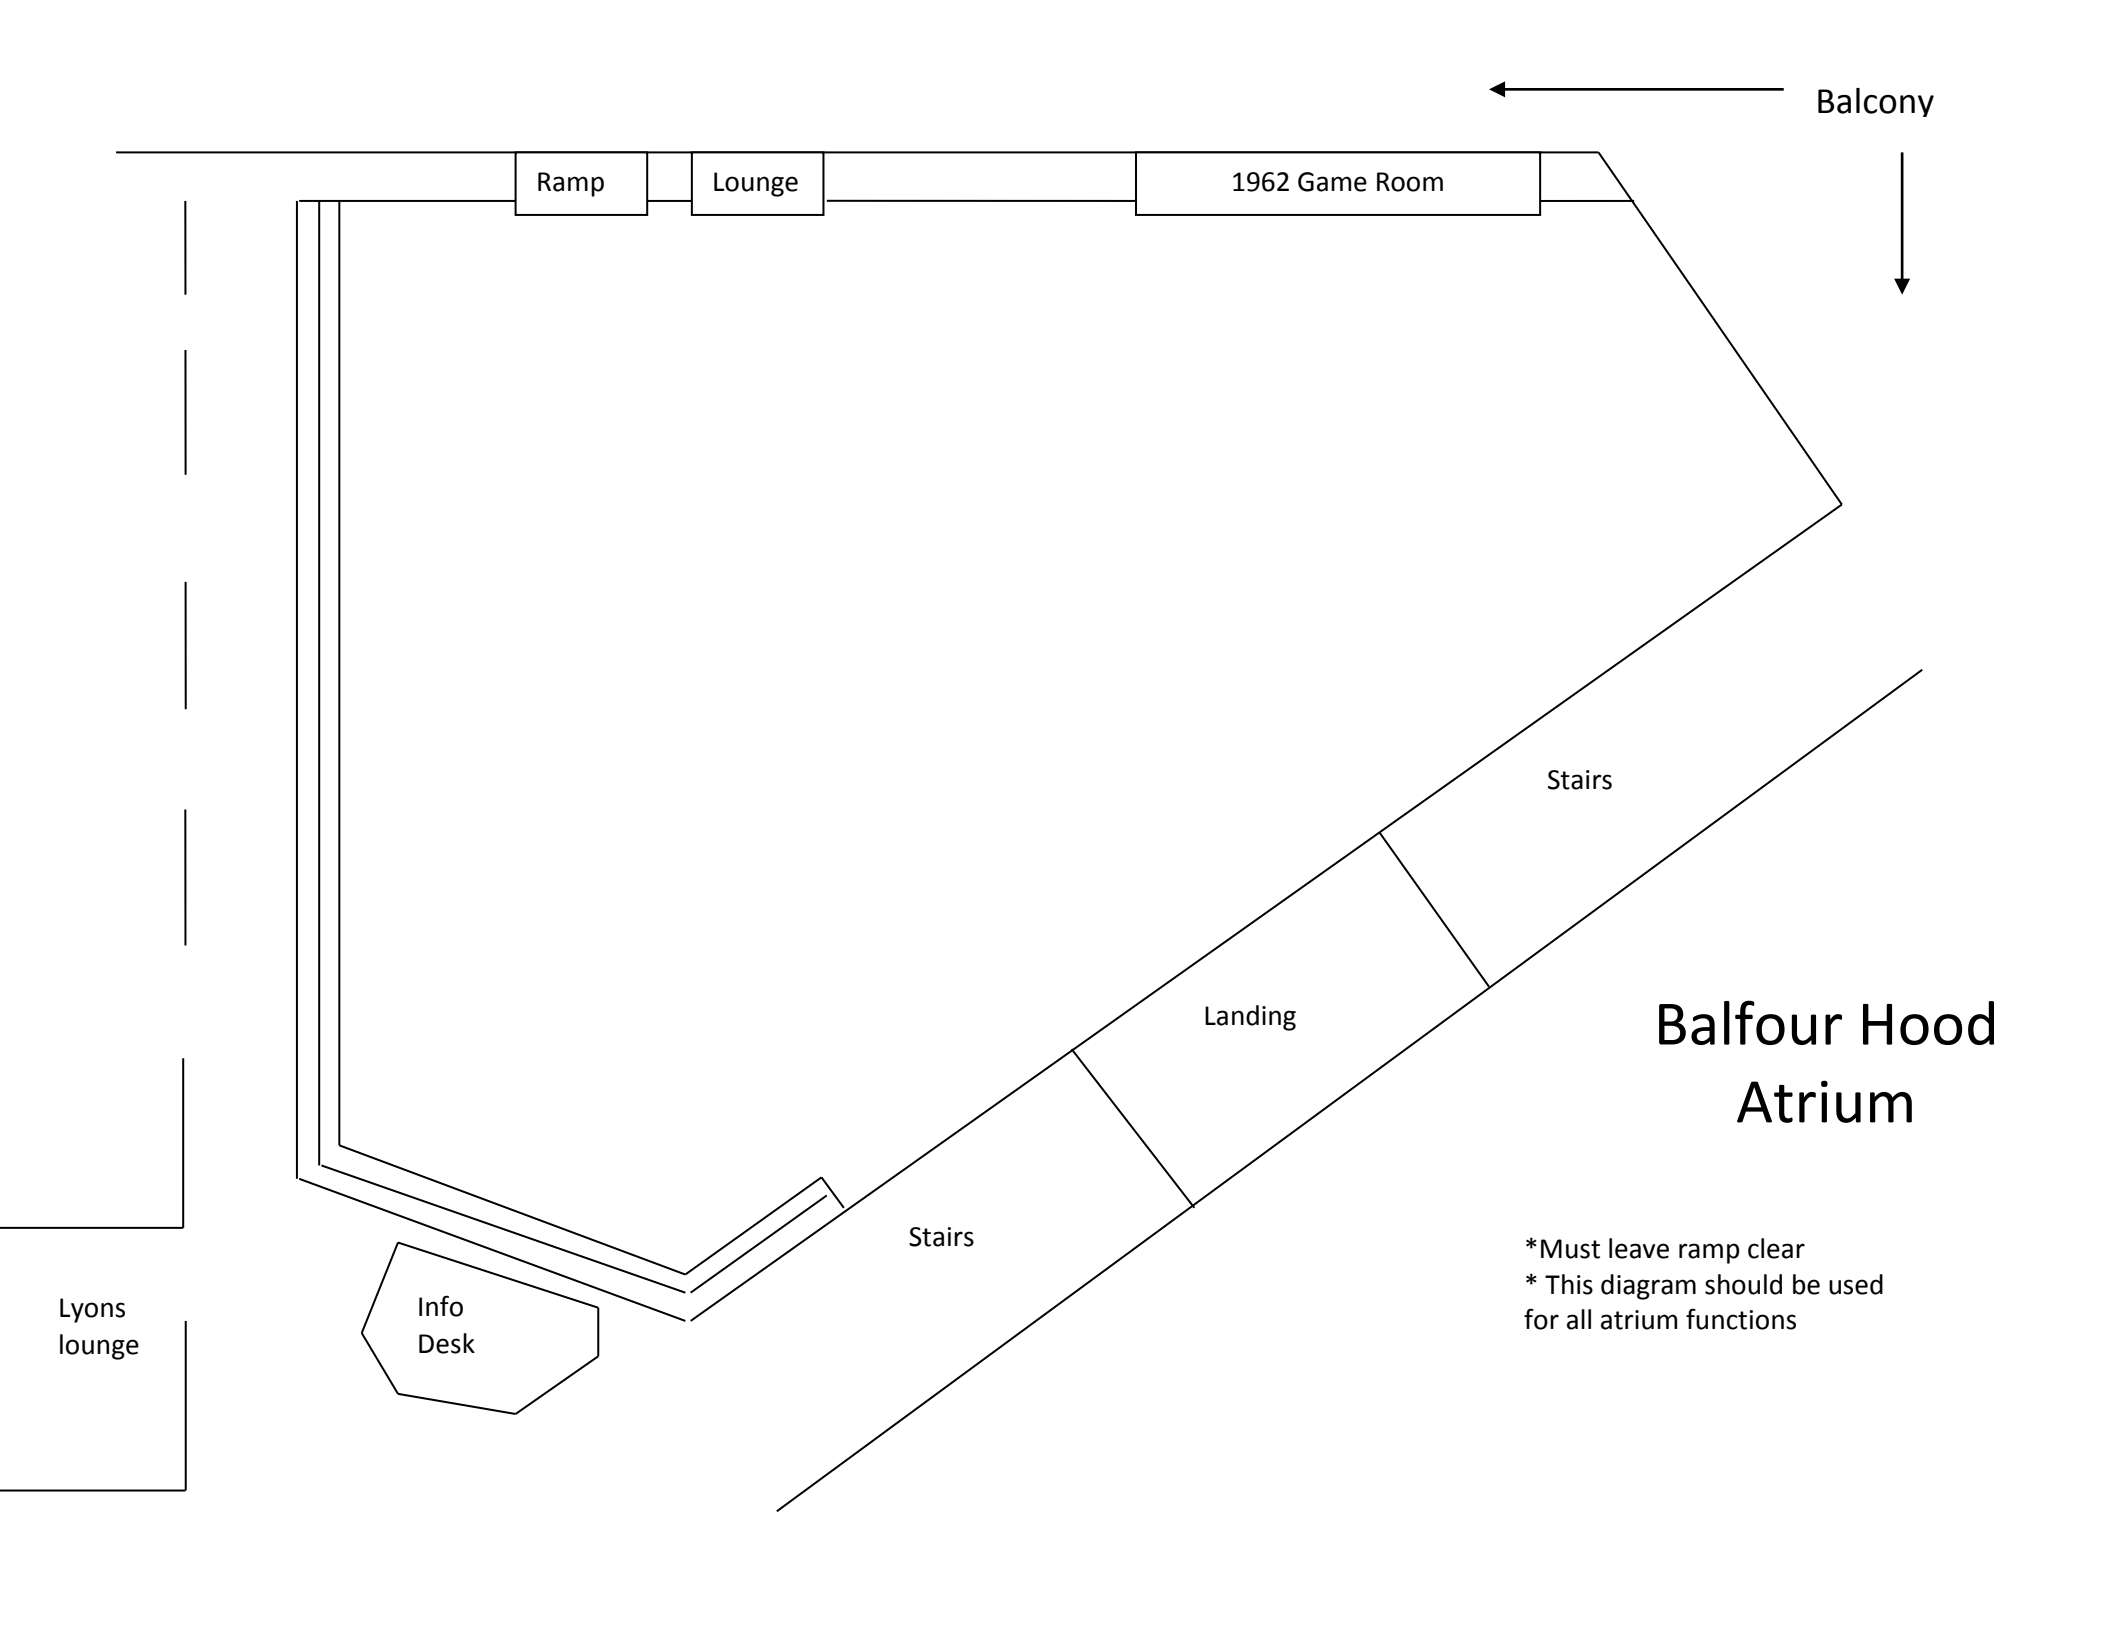 Balcony
Ramp
Lounge
1962 Game Room
Stairs
Landing
Balfour Hood
Atrium
Stairs
*Must leave ramp clear
* This diagram should be used
for all atrium functions
Info
Desk
Lyons
lounge